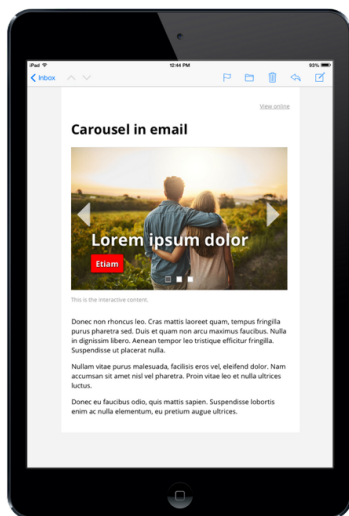 iPad 12:44 PM 93%
Inbox
View online
Carousel in email
Lorem ipsum dolor
Etiam
This is the interactive content.
Donec non rhoncus leo. Cras mattis laoreet quam, tempus fringilla
purus pharetra sed. Duis et quam non arcu maximus faucibus. Nulla
in dignissim libero. Aenean tempor leo tristique efficitur fringilla.
Suspendisse ut placerat nulla.
Nullam vitae purus malesuada, facilisis eros vel, eleifend dolor. Nam
accumsan sit amet nisl vel pharetra. Proin vitae leo et nulla ultrices
luctus.
Donec eu faucibus odio, quis mattis sapien. Suspendisse lobortis
enim ac nulla elementum, eu pretium augue ultrices.